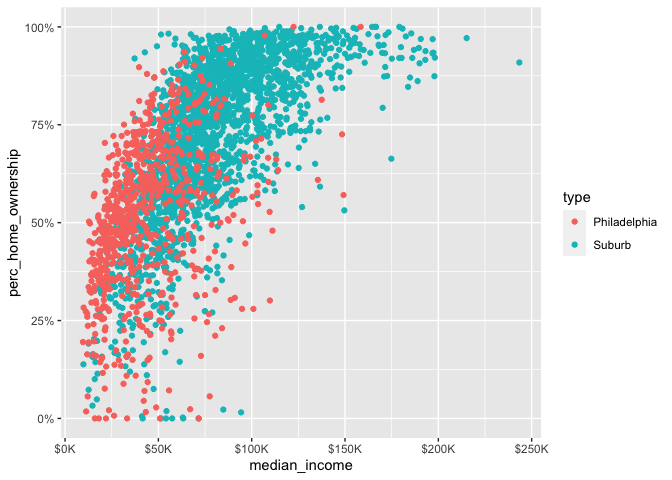 100%
75%
50%
25%
0%
perc_home_ownership
$0K $50K $100K $150K $200K $250K
median_income
type
Philadelphia
Suburb